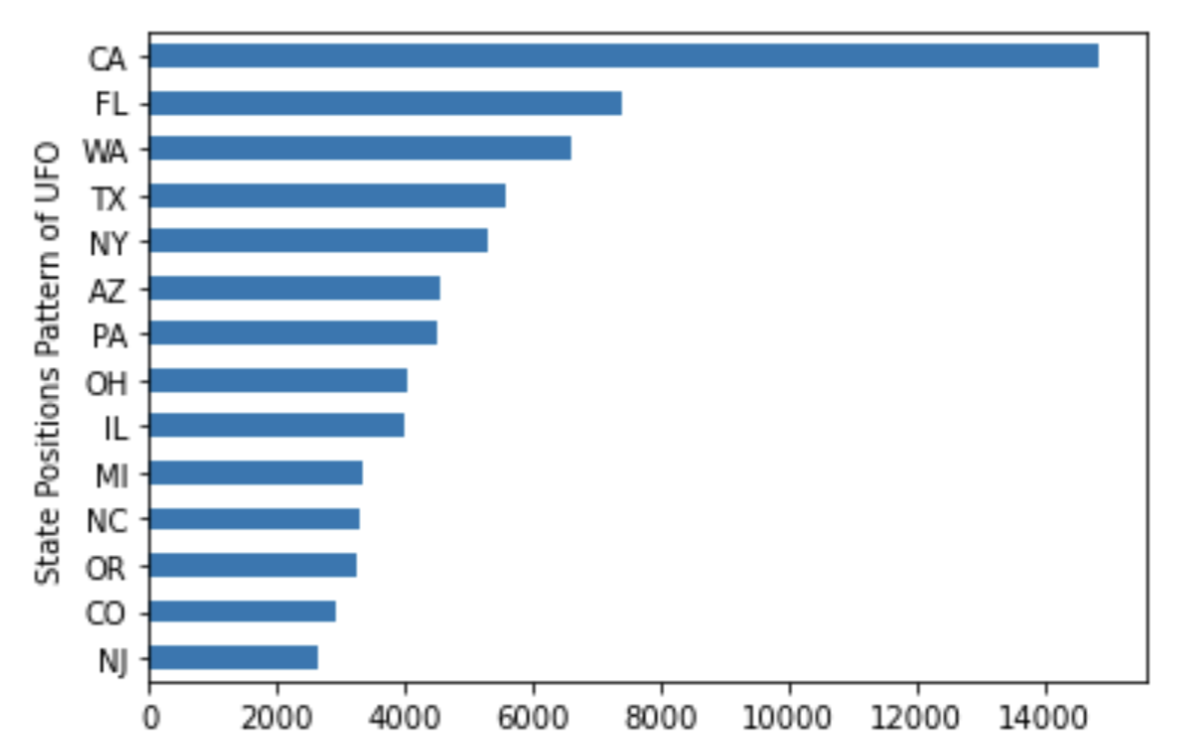 State Positions Pattern of UFO
CA
FL
WA
TX
NY
AZ
PA
OH
IL
MI
NC
OR
CO
NJ
0 2000 4000 6000 8000 10000 12000 14000